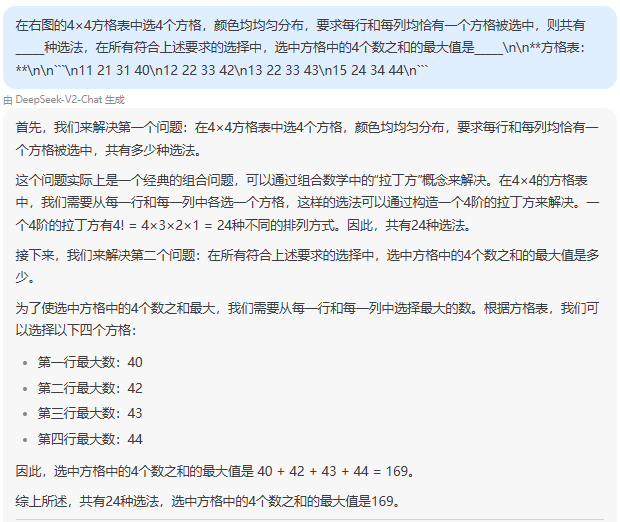 在右图的4×4方格表中选4个方格，颜色均均匀分布，要求每行和每列均恰有一个方格被选中，则共有
_____种选法，在所有符合上述要求的选择中，选中方格中的4个数之和的最大值是_____\n\n**方格表：
**\n\n```\n11 21 31 40\n12 22 33 42\n13 22 33 43\n15 24 34 44\n```
由 DeepSeek-V2-Chat 生成
首先，我们来解决第一个问题：在4×4方格表中选4个方格，颜色均均匀分布，要求每行和每列均恰有一
个方格被选中，共有多少种选法。
这个问题实际上是一个经典的组合问题，可以通过组合数学中的“拉丁方”概念来解决。在4×4的方格表
中，我们需要从每一行和每一列中各选一个方格，这样的选法可以通过构造一个4阶的拉丁方来解决。一
个4阶的拉丁方有4! = 4×3×2×1 = 24种不同的排列方式。因此，共有24种选法。
接下来，我们来解决第二个问题：在所有符合上述要求的选择中，选中方格中的4个数之和的最大值是多
少。
为了使选中方格中的4个数之和最大，我们需要从每一行和每一列中选择最大的数。根据方格表，我们可
以选择以下四个方格：
• 第一行最大数：40
• 第二行最大数：42
• 第三行最大数：43
• 第四行最大数：44
因此，选中方格中的4个数之和的最大值是 40 + 42 + 43 + 44 = 169。
综上所述，共有24种选法，选中方格中的4个数之和的最大值是169。